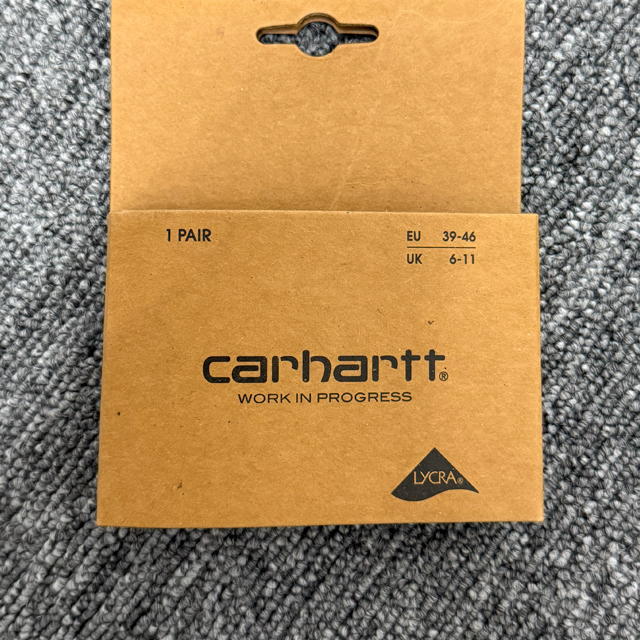 1 PAIR
EU 39-46
UK 6-11
carhartt®
WORK IN PROGRESS
LYCRA®